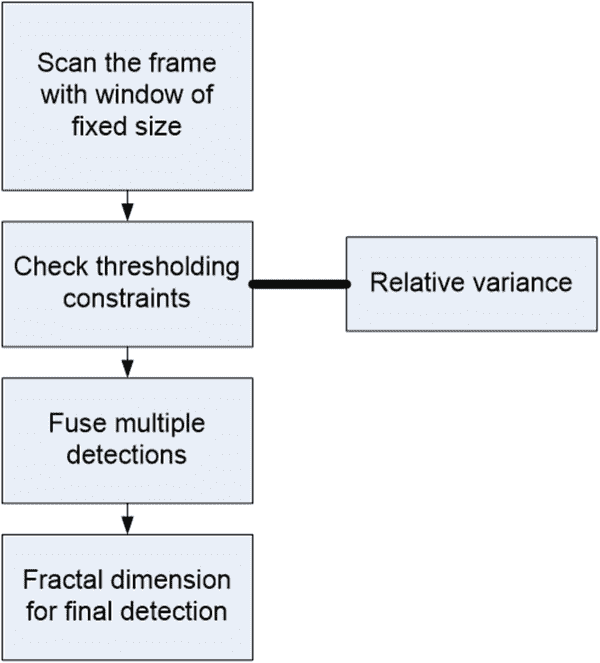 Scan the frame
with window of
fixed size
Check thresholding
constraints
Relative variance
Fuse multiple
detections
Fractal dimension
for final detection